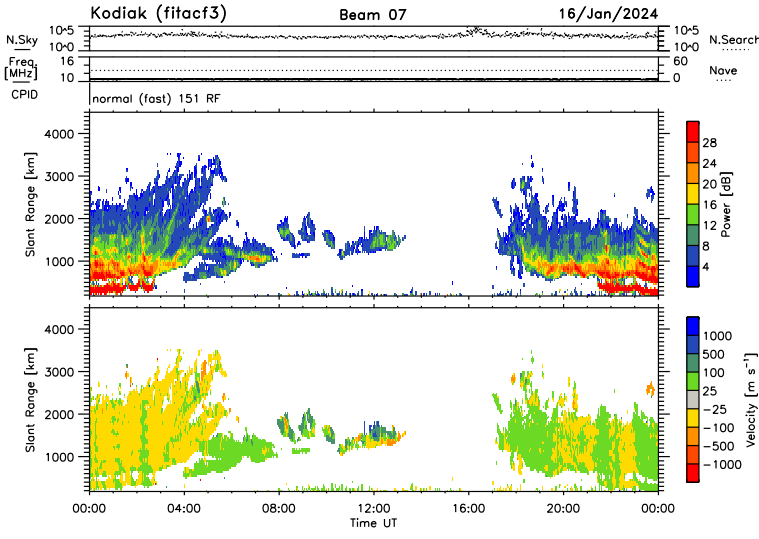 Kodiak (fitacf3)
Beam 07
16/Jan/2024
N.Sky
10^5
10^0
10^5
10^0
N.Search
Freq.
[MHz]
16
10
60
0
Nave
CPID
normal (fast) 151 RF
Slant Range [km]
4000
3000
2000
1000
28
24
20
16
12
8
4
Power [dB]
Slant Range [km]
4000
3000
2000
1000
1000
500
100
25
-25
-100
-500
-1000
Velocity [m s^-1]
00:00
04:00
08:00
12:00
16:00
20:00
00:00
Time UT